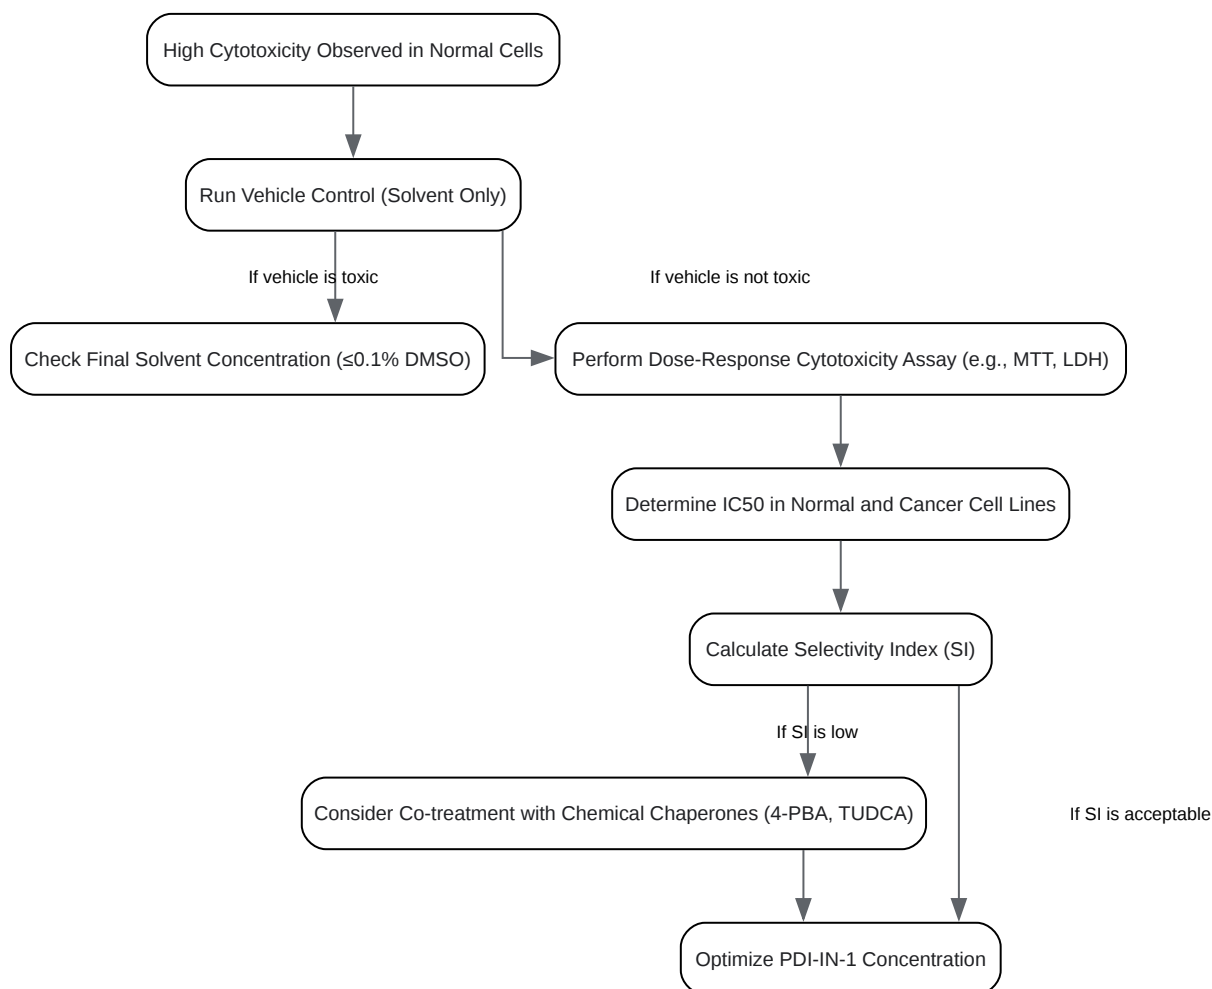 High Cytotoxicity Observed in Normal Cells
Run Vehicle Control (Solvent Only)
If vehicle is toxic
If vehicle is not toxic
Check Final Solvent Concentration (≤0.1% DMSO)
Perform Dose-Response Cytotoxicity Assay (e.g., MTT, LDH)
Determine IC50 in Normal and Cancer Cell Lines
Calculate Selectivity Index (SI)
If SI is low
Consider Co-treatment with Chemical Chaperones (4-PBA, TUDCA)
If SI is acceptable
Optimize PDI-IN-1 Concentration